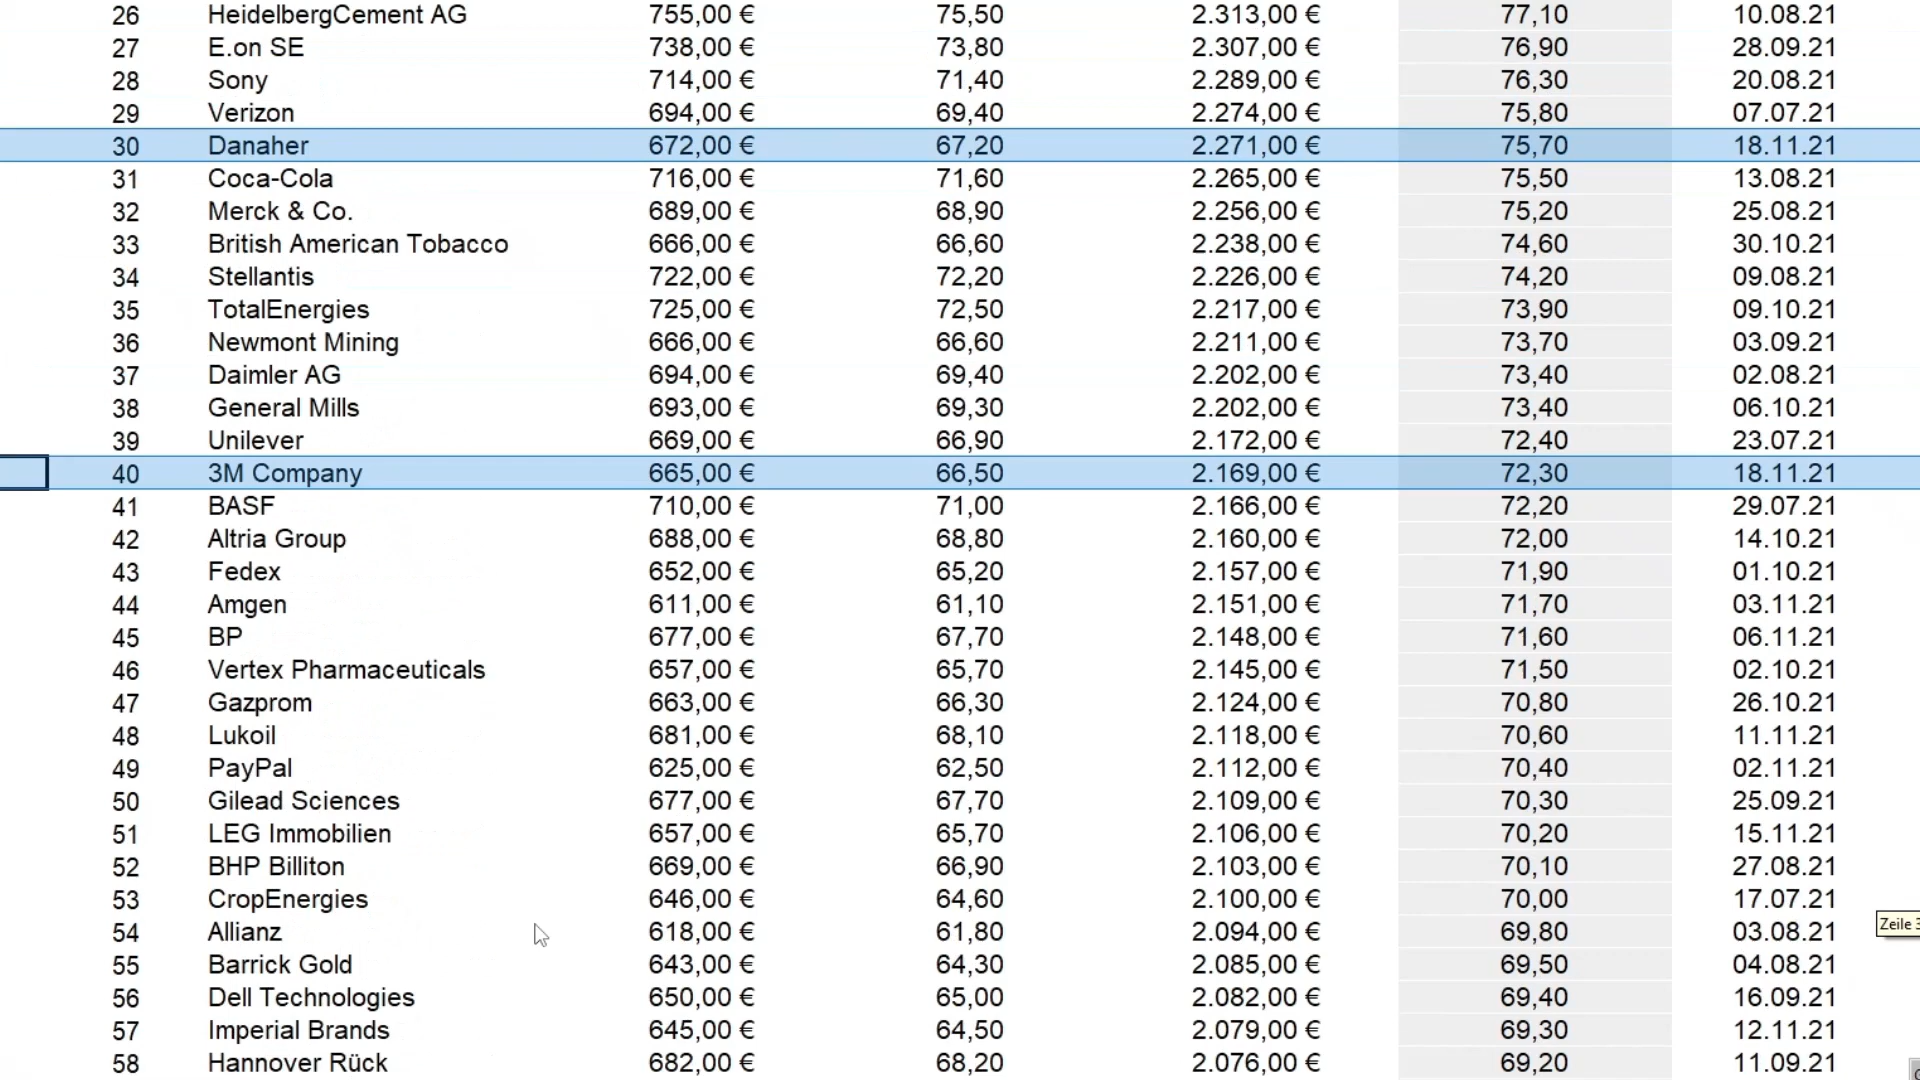 26 HeidelbergCement AG 755,00 € 75,50 2.313,00 € 77,10 10.08.21
27 E.on SE 738,00 € 73,80 2.307,00 € 76,90 28.09.21
28 Sony 714,00 € 71,40 2.289,00 € 76,30 20.08.21
29 Verizon 694,00 € 69,40 2.274,00 € 75,80 07.07.21
30 Danaher 672,00 € 67,20 2.271,00 € 75,70 18.11.21
31 Coca-Cola 716,00 € 71,60 2.265,00 € 75,50 13.08.21
32 Merck & Co. 689,00 € 68,90 2.256,00 € 75,20 25.08.21
33 British American Tobacco 666,00 € 66,60 2.238,00 € 74,60 30.10.21
34 Stellantis 722,00 € 72,20 2.226,00 € 74,20 09.08.21
35 TotalEnergies 725,00 € 72,50 2.217,00 € 73,90 09.10.21
36 Newmont Mining 666,00 € 66,60 2.211,00 € 73,70 03.09.21
37 Daimler AG 694,00 € 69,40 2.202,00 € 73,40 02.08.21
38 General Mills 693,00 € 69,30 2.202,00 € 73,40 06.10.21
39 Unilever 669,00 € 66,90 2.172,00 € 72,40 23.07.21
40 3M Company 665,00 € 66,50 2.169,00 € 72,30 18.11.21
41 BASF 710,00 € 71,00 2.166,00 € 72,20 29.07.21
42 Altria Group 688,00 € 68,80 2.160,00 € 72,00 14.10.21
43 Fedex 652,00 € 65,20 2.157,00 € 71,90 01.10.21
44 Amgen 611,00 € 61,10 2.151,00 € 71,70 03.11.21
45 BP 677,00 € 67,70 2.148,00 € 71,60 06.11.21
46 Vertex Pharmaceuticals 657,00 € 65,70 2.145,00 € 71,50 02.10.21
47 Gazprom 663,00 € 66,30 2.124,00 € 70,80 26.10.21
48 Lukoil 681,00 € 68,10 2.118,00 € 70,60 11.11.21
49 PayPal 625,00 € 62,50 2.112,00 € 70,40 02.11.21
50 Gilead Sciences 677,00 € 67,70 2.109,00 € 70,30 25.09.21
51 LEG Immobilien 657,00 € 65,70 2.106,00 € 70,20 15.11.21
52 BHP Billiton 669,00 € 66,90 2.103,00 € 70,10 27.08.21
53 CropEnergies 646,00 € 64,60 2.100,00 € 70,00 17.07.21
54 Allianz 618,00 € 61,80 2.094,00 € 69,80 03.08.21
Zeile 3
55 Barrick Gold 643,00 € 64,30 2.085,00 € 69,50 04.08.21
56 Dell Technologies 650,00 € 65,00 2.082,00 € 69,40 16.09.21
57 Imperial Brands 645,00 € 64,50 2.079,00 € 69,30 12.11.21
58 Hannover Rück 682,00 € 68,20 2.076,00 € 69,20 11.09.21